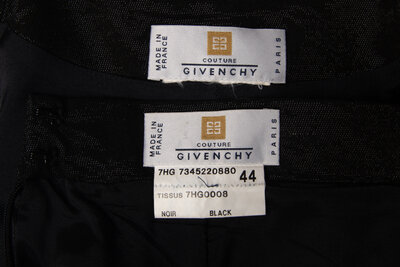 MADE IN
FRANCE
COUTURE
GIVENCHY
PARIS
MADE IN
FRANCE
COUTURE
GIVENCHY
PARIS
7HG 7345220880 44
TISSUS 7HG0008
NOIR BLACK